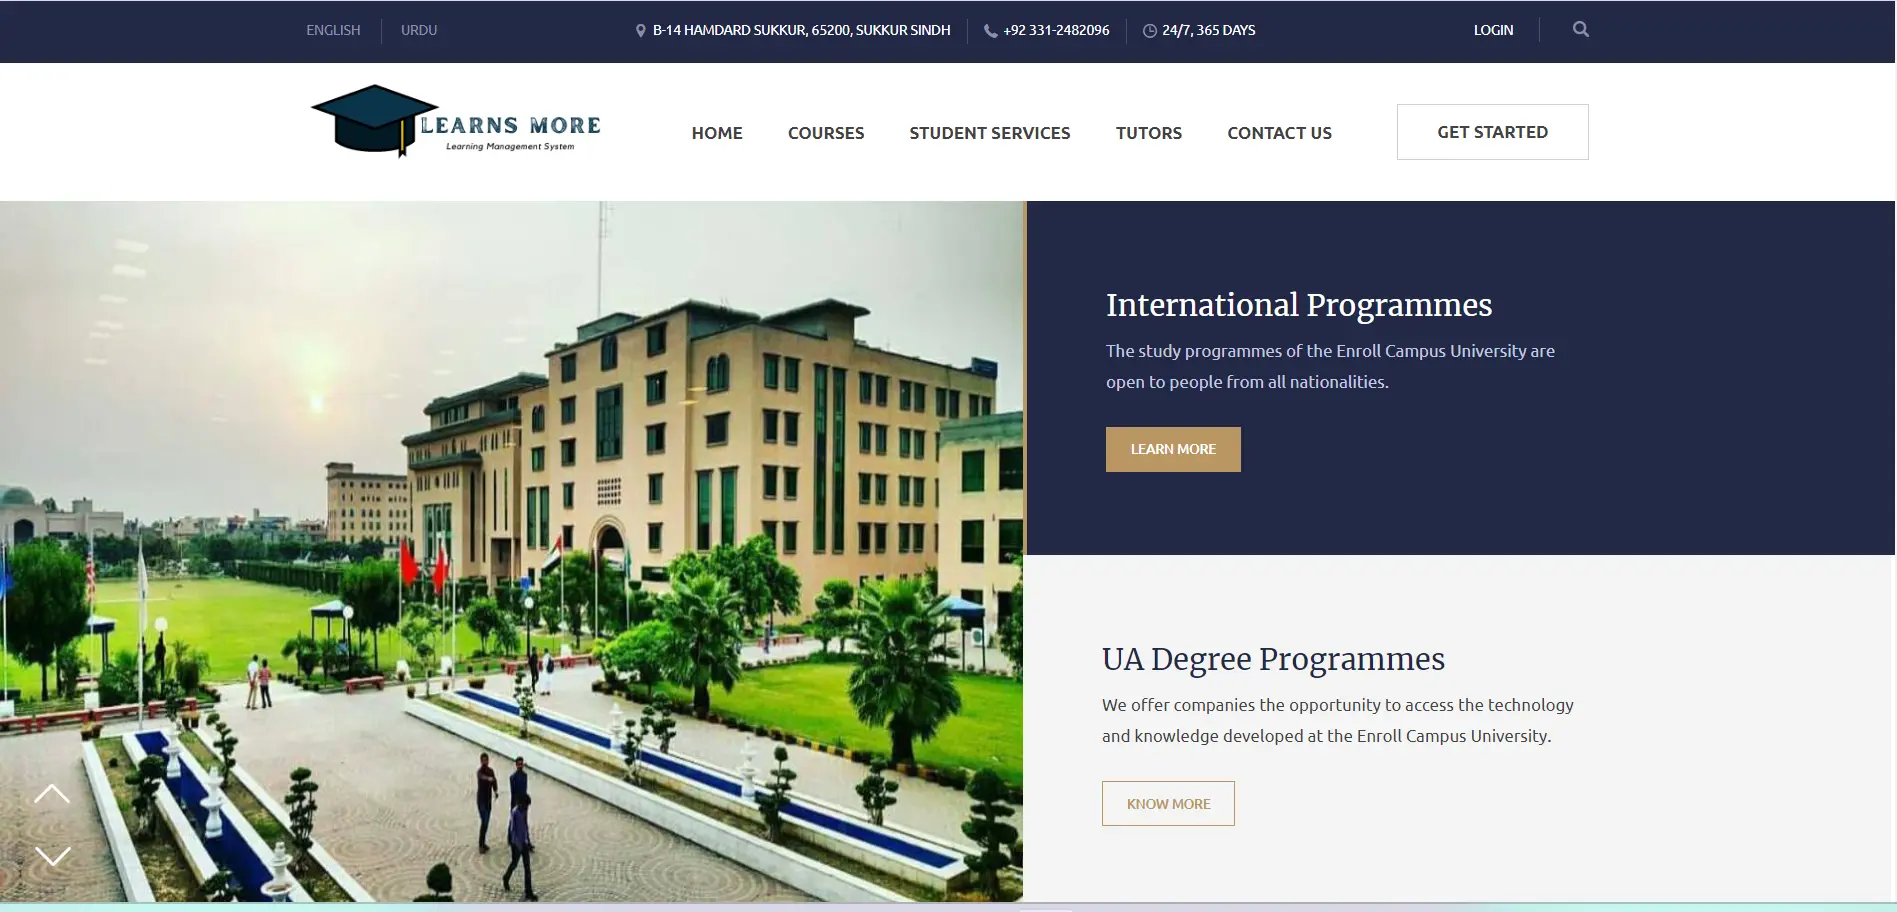 ENGLISH
URDU
B-14 HAMDARD SUKKUR, 65200, SUKKUR SINDH
+92 331-2482096
24/7, 365 DAYS
LOGIN
LEARNS MORE
Learning Management System
HOME
COURSES
STUDENT SERVICES
TUTORS
CONTACT US
GET STARTED
International Programmes
The study programmes of the Enroll Campus University are
open to people from all nationalities.
LEARN MORE
UA Degree Programmes
We offer companies the opportunity to access the technology
and knowledge developed at the Enroll Campus University.
KNOW MORE